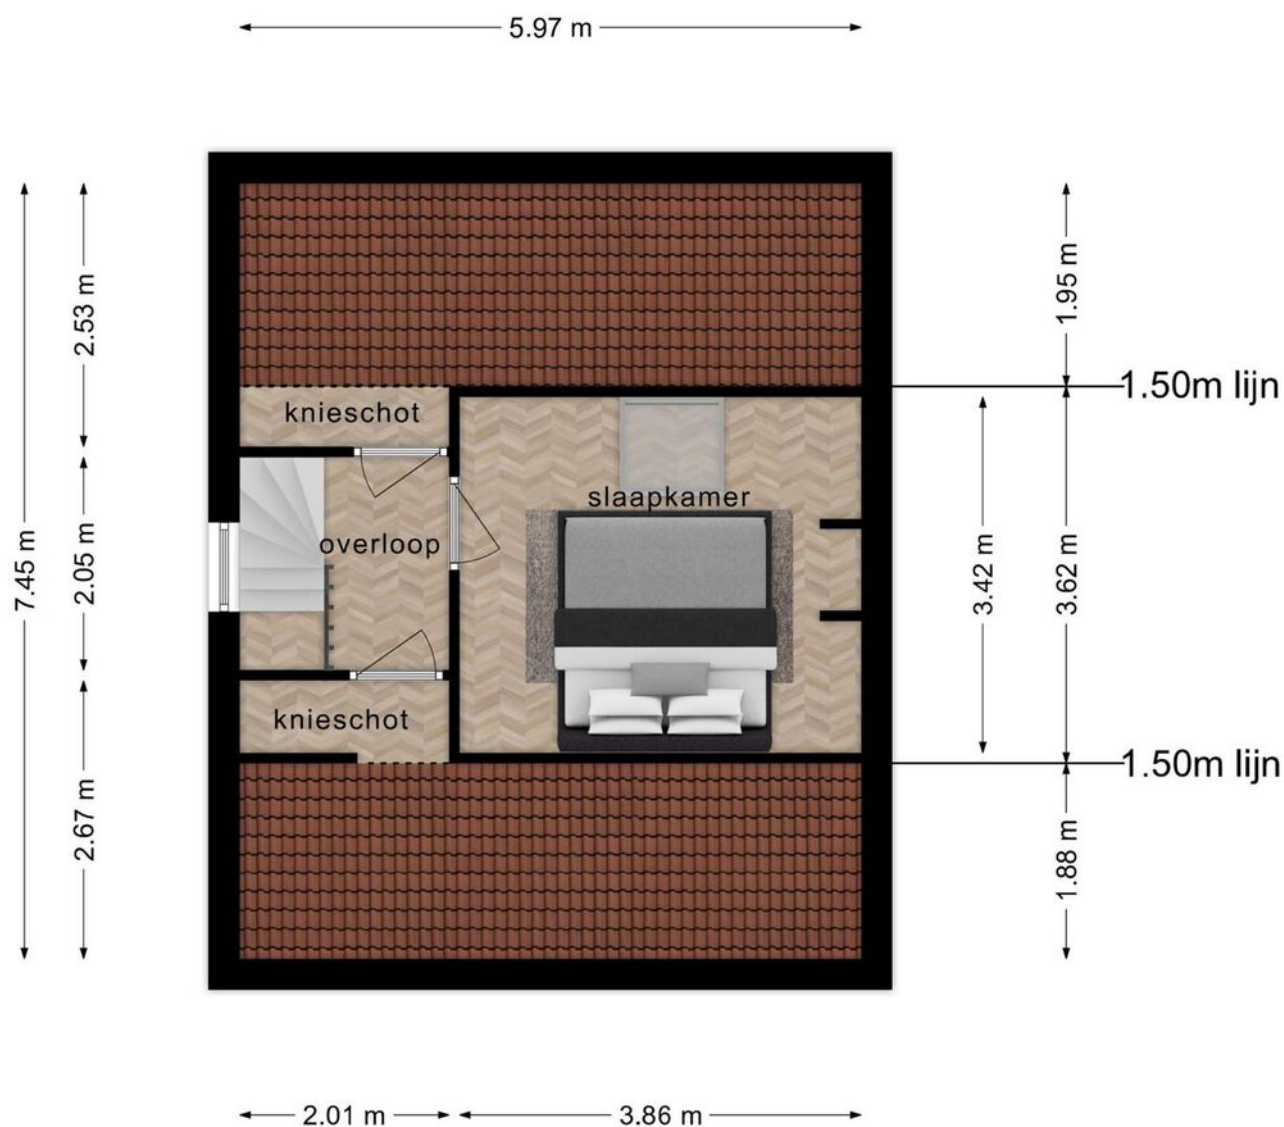 5.97 m
7.45 m
2.53 m
2.05 m
2.67 m
knieschot
overloop
knieschot
slaapkamer
1.95 m
1.50m lijn
3.42 m
3.62 m
1.50m lijn
1.88 m
2.01 m
3.86 m